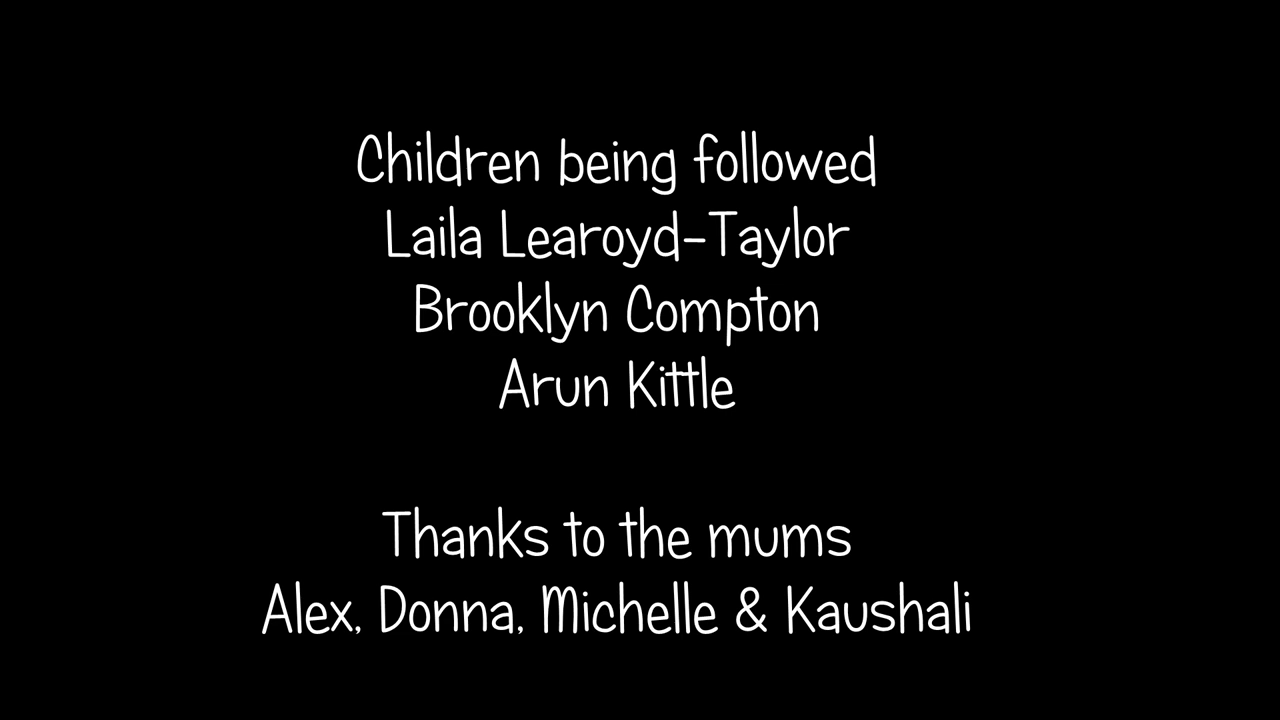 Children being followed
Laila Learoyd-Taylor
Brooklyn Compton
Arun Kittle
Thanks to the mums
Alex, Donna, Michelle & Kaushali